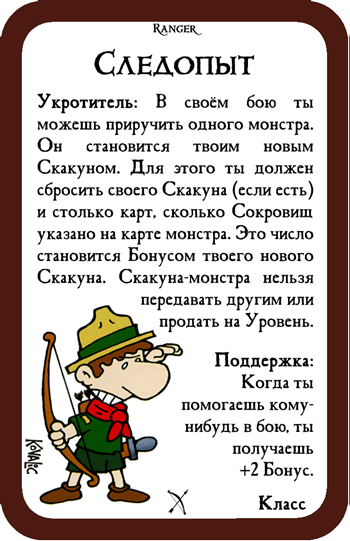 Ranger
Следопыт
Укротитель: В своём бою ты
можешь приручить одного монстра.
Он становится твоим новым
Скакуном. Для этого ты должен
сбросить своего Скакуна (если есть)
и столько карт, сколько Сокровищ
указано на карте монстра. Это число
становится Бонусом твоего нового
Скакуна. Скакуна-монстра нельзя
передавать другим или
продать на Уровень.
Поддержка:
Когда ты
помогаешь кому-
нибудь в бою, ты
получаешь
+2 Бонус.
Kovalic
Класс